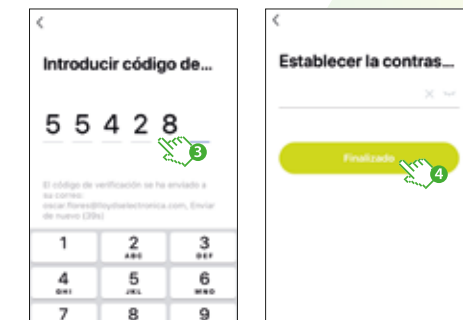 Introducir código de...
5 5 4 2 8
3
El código de verificación se ha enviado a
su correo:
oscar.flores@lloydselectronica.com, Enviar
de nuevo (39s)
1
2
ABC
3
DEF
4
GHI
5
JKL
6
MNO
7
8
9
Establecer la contras...
Finalizado
4